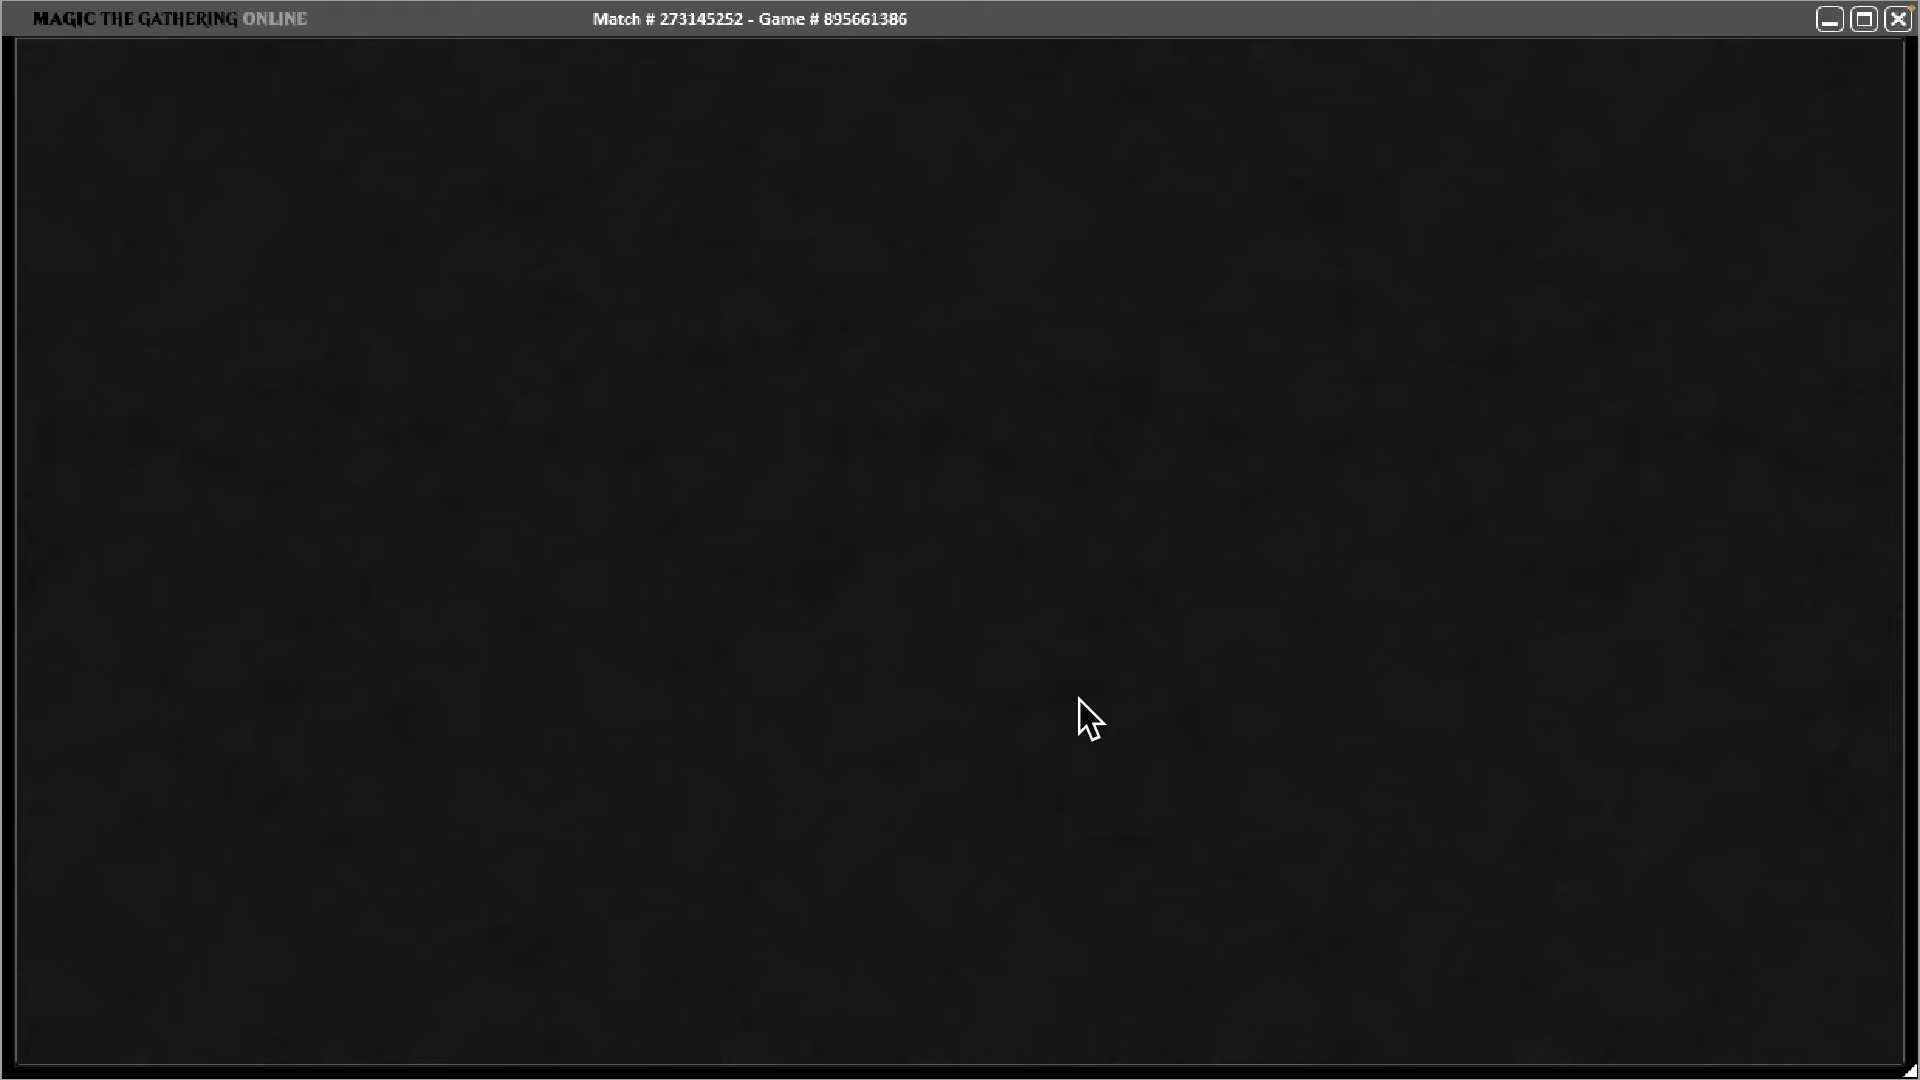 MAGIC THE GATHERING ONLINE
Match # 273145252 - Game # 895661386